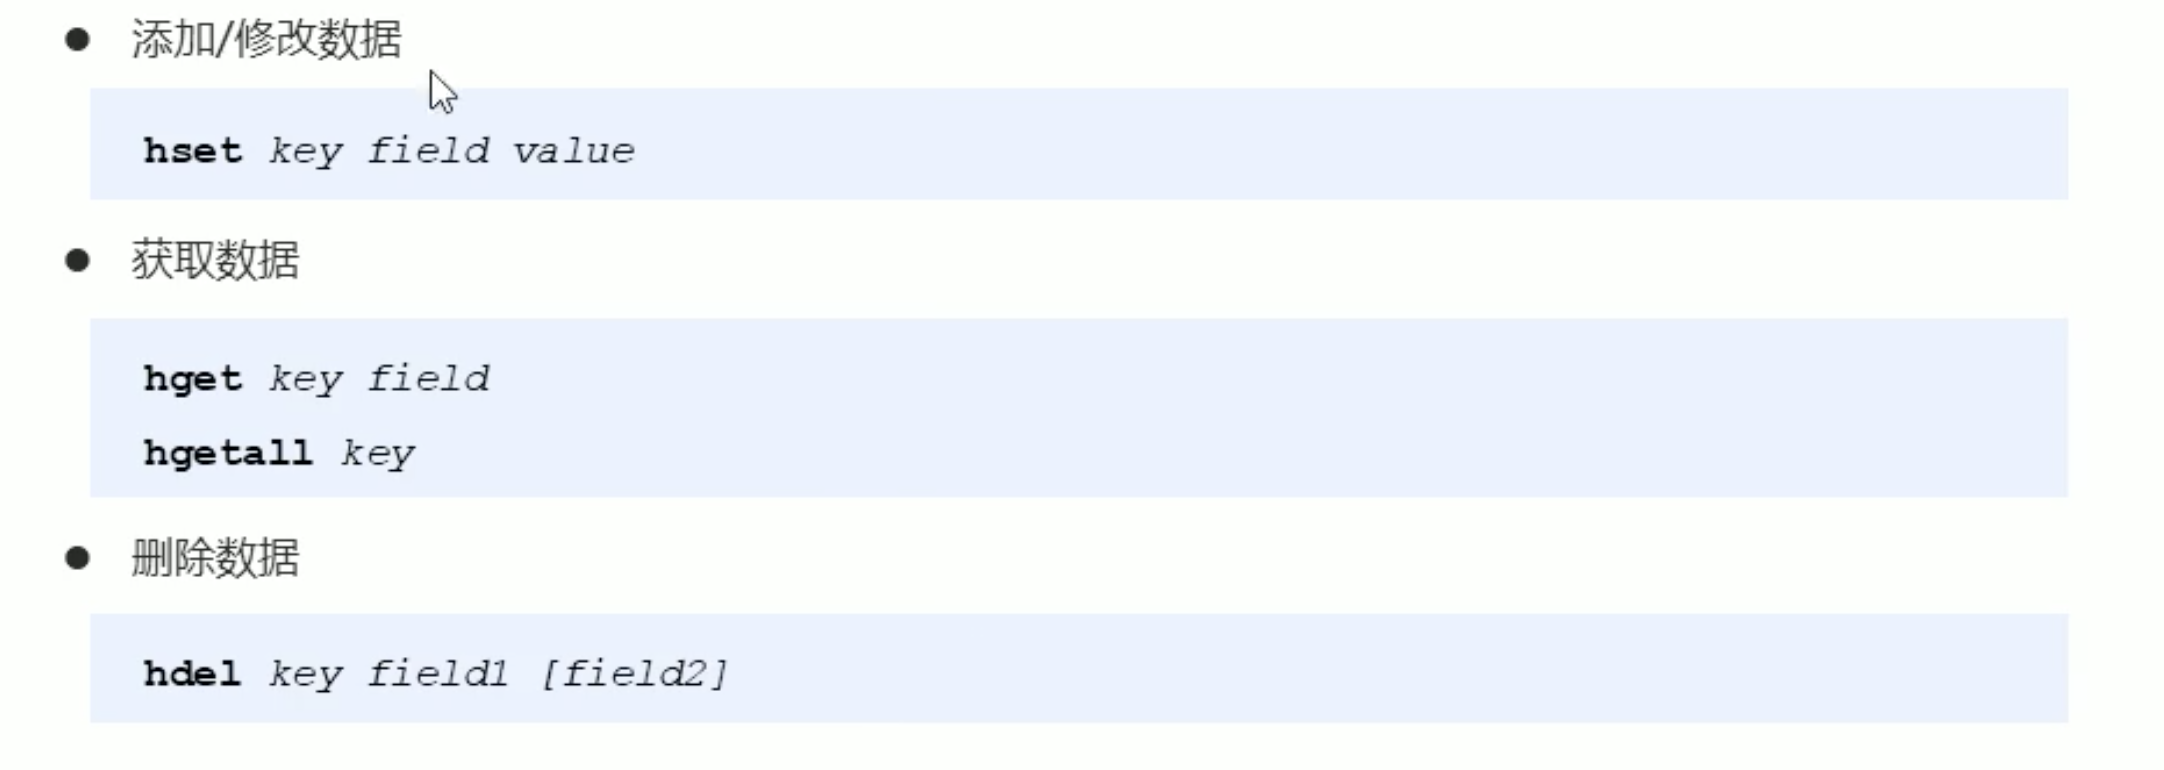 ● 添加/修改数据
hset key field value
● 获取数据
hget key field
hgetall key
● 删除数据
hdel key field1 [field2]